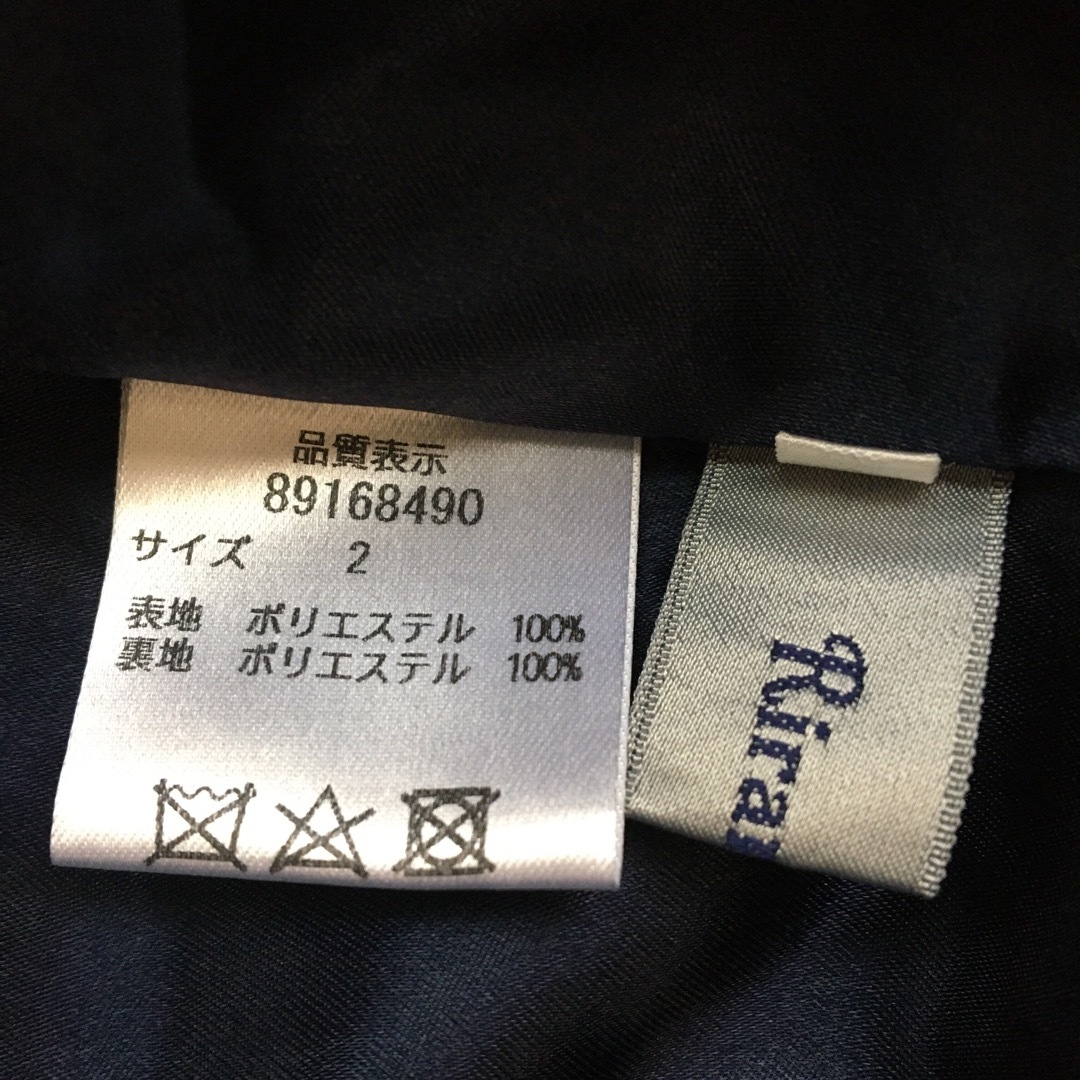 品質表示
89168490
サイズ 2
表地 ポリエステル 100%
裏地 ポリエステル 100%